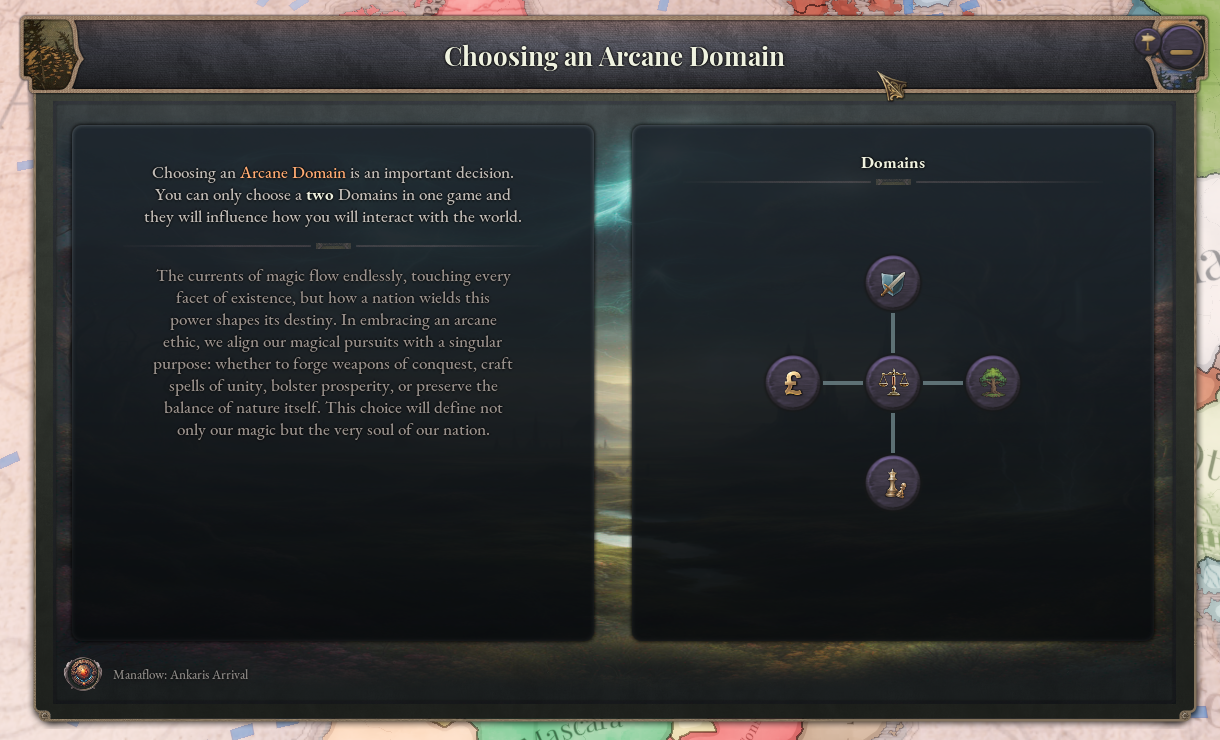 Choosing an Arcane Domain
Choosing an Arcane Domain is an important decision.
You can only choose a two Domains in one game and
they will influence how you will interact with the world.
The currents of magic flow endlessly, touching every
facet of existence, but how a nation wields this
power shapes its destiny. In embracing an arcane
ethic, we align our magical pursuits with a singular
purpose: whether to forge weapons of conquest, craft
spells of unity, bolster prosperity, or preserve the
balance of nature itself. This choice will define not
only our magic but the very soul of our nation.
Domains
£
Manaflow: Ankaris Arrival
Mascara